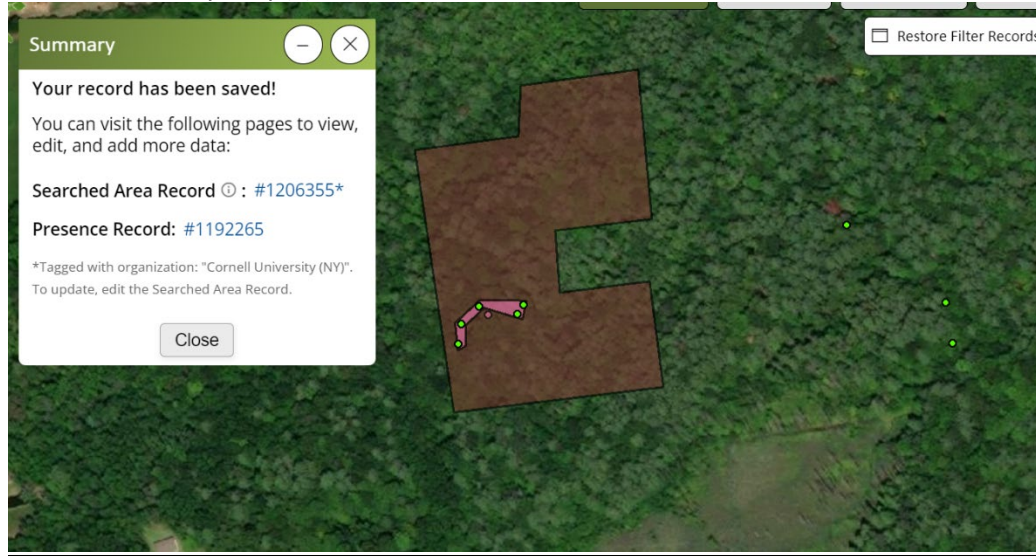 Summary
Restore Filter Records
Your record has been saved!
You can visit the following pages to view,
edit, and add more data:
Searched Area Record ⓘ : #1206355*
Presence Record: #1192265
*Tagged with organization: "Cornell University (NY)".
To update, edit the Searched Area Record.
Close